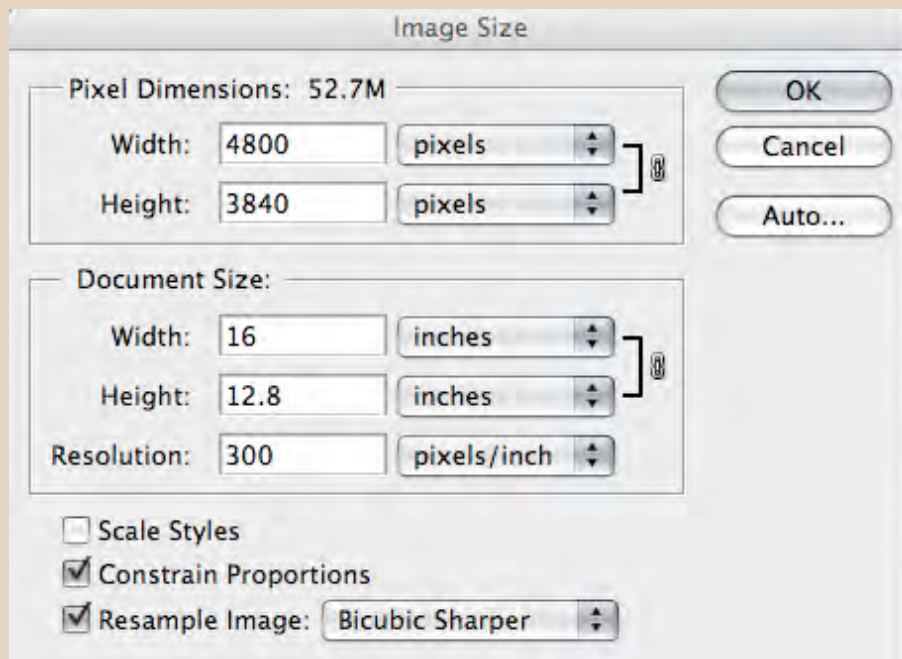 Image Size
Pixel Dimensions: 52.7M
Width: 4800 pixels
Height: 3840 pixels
OK
Cancel
Auto...
Document Size:
Width: 16 inches
Height: 12.8 inches
Resolution: 300 pixels/inch
Scale Styles
Constrain Proportions
Resample Image: Bicubic Sharper